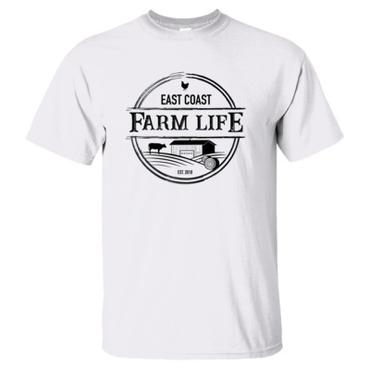 EAST COAST
FARM LIFE
EST. 2018